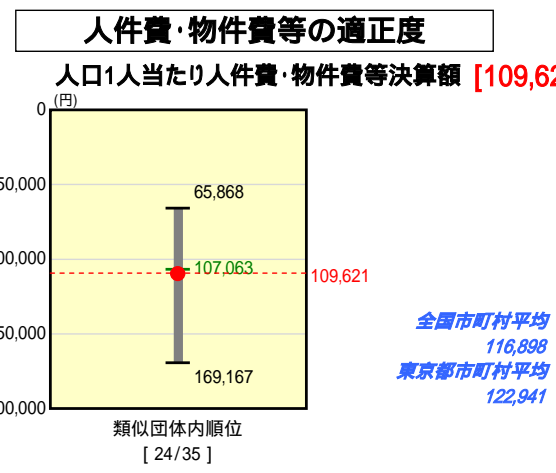 人件費･物件費等の適正度
人口1人当たり人件費･物件費等決算額 [109,62
(円)
0
50,000
65,868
00,000
107,063
109,621
50,000
169,167
00,000
全国市町村平均
116,898
東京都市町村平均
122,941
類似団体内順位
[ 24/35 ]